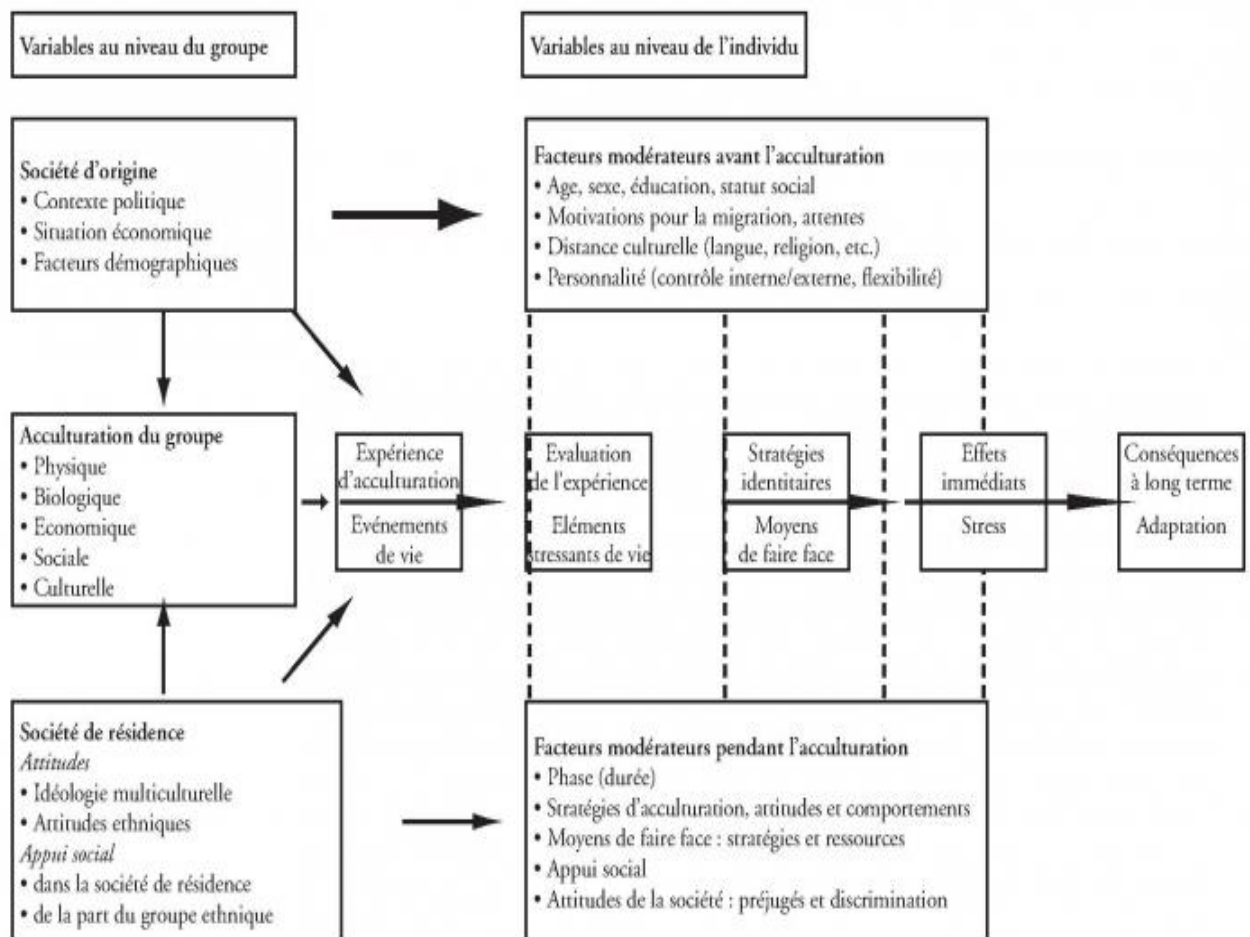 Variables au niveau du groupe
Variables au niveau de l'individu
Société d'origine
• Contexte politique
• Situation économique
• Facteurs démographiques
Facteurs modérateurs avant l'acculturation
• Age, sexe, éducation, statut social
• Motivations pour la migration, attentes
• Distance culturelle (langue, religion, etc.)
• Personnalité (contrôle interne/externe, flexibilité)
Acculturation du groupe
• Physique
• Biologique
• Economique
• Sociale
• Culturelle
Expérience
d'acculturation
Evénements
de vie
Evaluation
de l'expérience
Eléments
stressants de vie
Stratégies
identitaires
Moyens
de faire face
Effets
immédiats
Stress
Conséquences
à long terme
Adaptation
Société de résidence
Attitudes
• Idéologie multiculturelle
• Attitudes ethniques
Appui social
• dans la société de résidence
• de la part du groupe ethnique
Facteurs modérateurs pendant l'acculturation
• Phase (durée)
• Stratégies d'acculturation, attitudes et comportements
• Moyens de faire face : stratégies et ressources
• Appui social
• Attitudes de la société : préjugés et discrimination